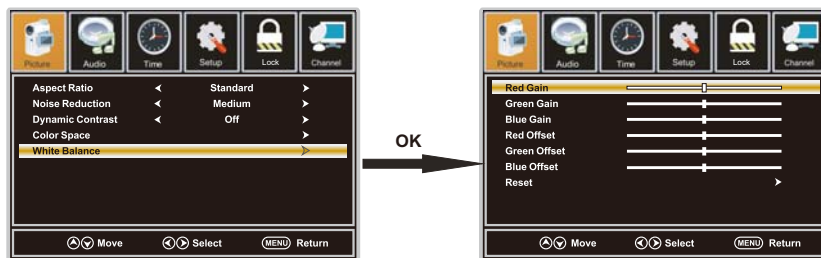 Picture Audio Time Setup Lock Channel
Aspect Ratio Standard
Noise Reduction Medium
Dynamic Contrast Off
Color Space
White Balance
Move Select MENU Return
OK
Picture Audio Time Setup Lock Channel
Red Gain
Green Gain
Blue Gain
Red Offset
Green Offset
Blue Offset
Reset
Move Select MENU Return